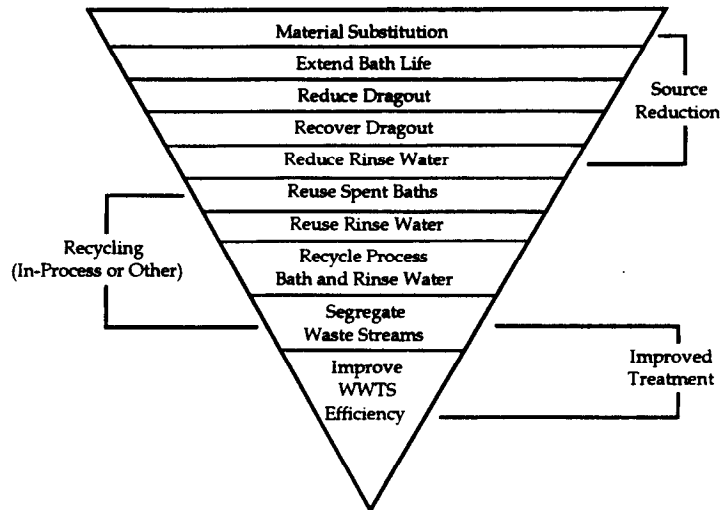 Material Substitution
Extend Bath Life
Reduce Dragout
Recover Dragout
Reduce Rinse Water
Reuse Spent Baths
Reuse Rinse Water
Recycle Process
Bath and Rinse Water
Segregate
Waste Streams
Improve
WWTS
Efficiency
Source
Reduction
Recycling
(In-Process or Other)
Improved
Treatment